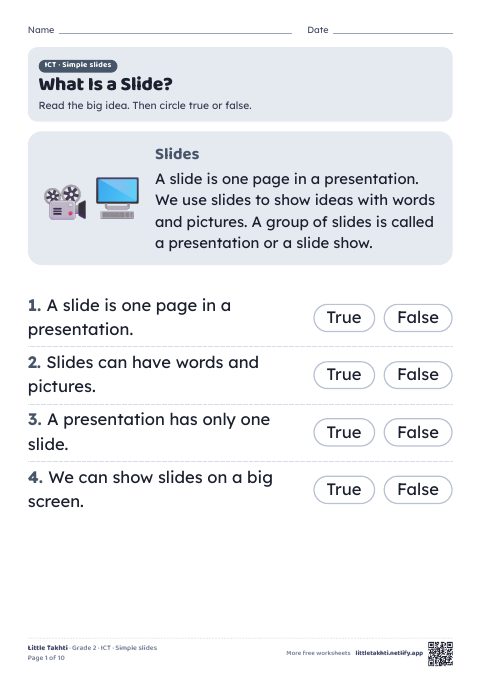 Name
Date
ICT · Simple slides
What Is a Slide?
Read the big idea. Then circle true or false.
Slides
A slide is one page in a presentation.
We use slides to show ideas with words
and pictures. A group of slides is called
a presentation or a slide show.
1. A slide is one page in a
presentation.
True
False
2. Slides can have words and
pictures.
True
False
3. A presentation has only one
slide.
True
False
4. We can show slides on a big
screen.
True
False
Little Takhti · Grade 2 · ICT · Simple slides
Page 1 of 10
More free worksheets · littletakhti.netlify.app